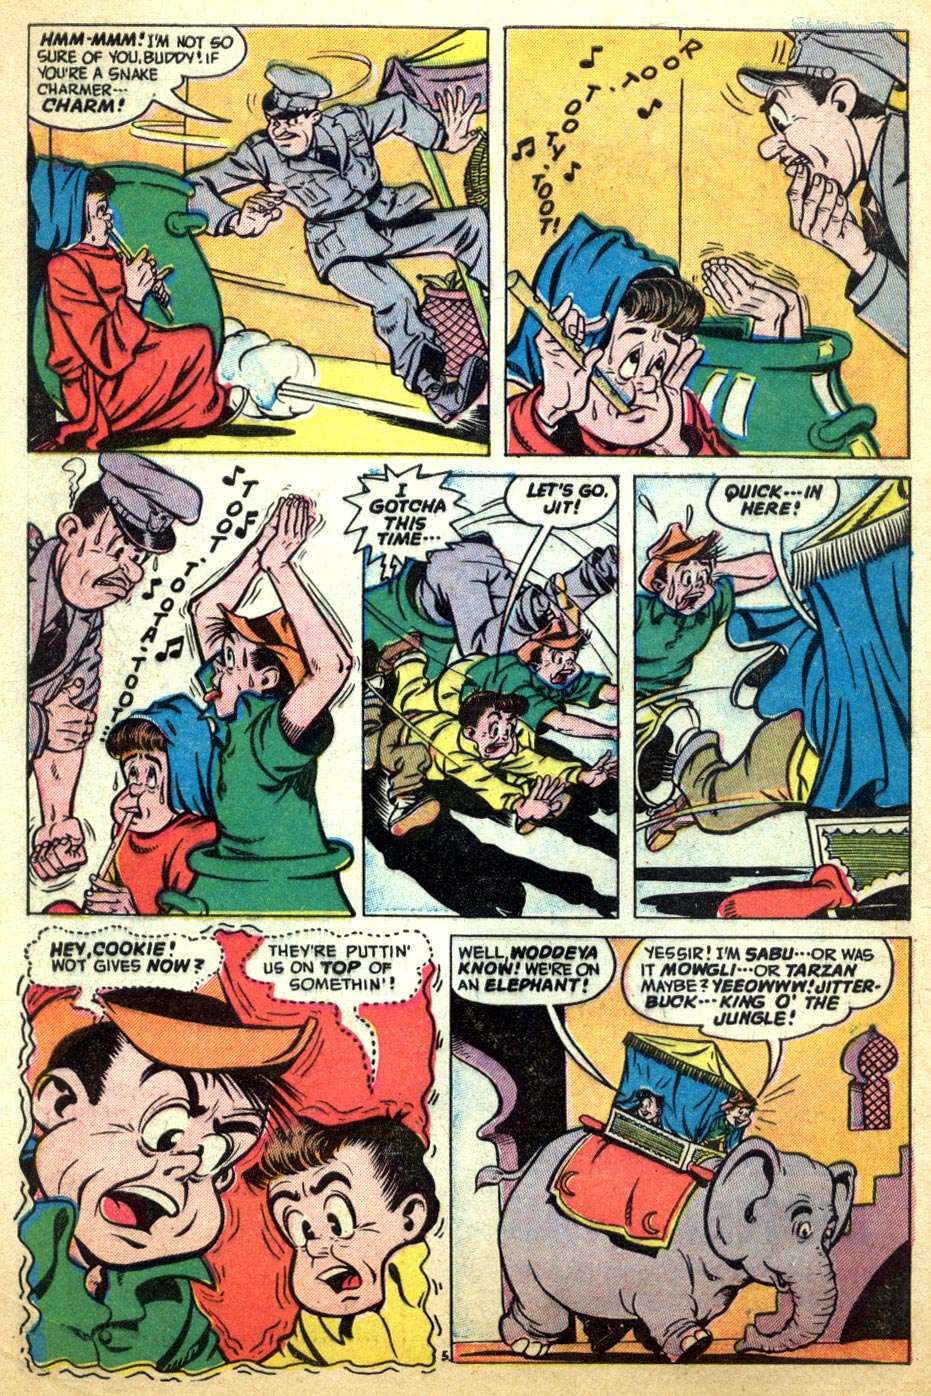 HMM-MMM! I'M NOT SO
SURE OF YOU, BUDDY! IF
YOU'RE A SNAKE
CHARMER---
CHARM!
TOOTY·TOOT!
TOOT·TOOR
TOOT·TOOTA·TOOT!
I
GOTCHA
THIS
TIME---
LET'S GO,
JIT!
QUICK---IN
HERE!
HEY, COOKIE!
WOT GIVES NOW?
THEY'RE PUTTIN'
US ON TOP OF
SOMETHIN'!
5
WELL, WODDEYA
KNOW! WE'RE ON
AN ELEPHANT!
YESSIR! I'M SABU---OR WAS
IT MOWGLI---OR TARZAN
MAYBE? YEEOWWW! JITTER-
BUCK---KING O' THE
JUNGLE!